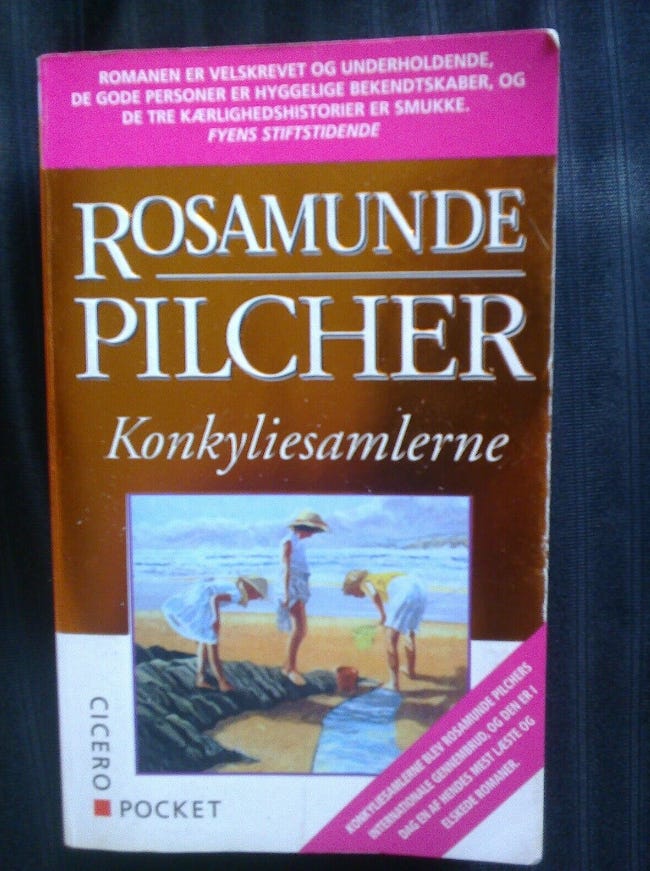 ROMANEN ER VELSKREVET OG UNDERHOLDENDE,
DE GODE PERSONER ER HYGGELIGE BEKENDTSKABER, OG
DE TRE KÆRLIGHEDSHISTORIER ER SMUKKE.
FYENS STIFTSTIDENDE
ROSAMUNDE
PILCHER
Konkyliesamlerne
CICERO
POCKET
KONKYLIESAMLERNE BLEV ROSAMUNDE PILCHERS
INTERNATIONALE GENNEMBRUD, OG DEN ER I
DAG EN AF HENDES MEST LÆSTE OG
ELSKEDE ROMANER.